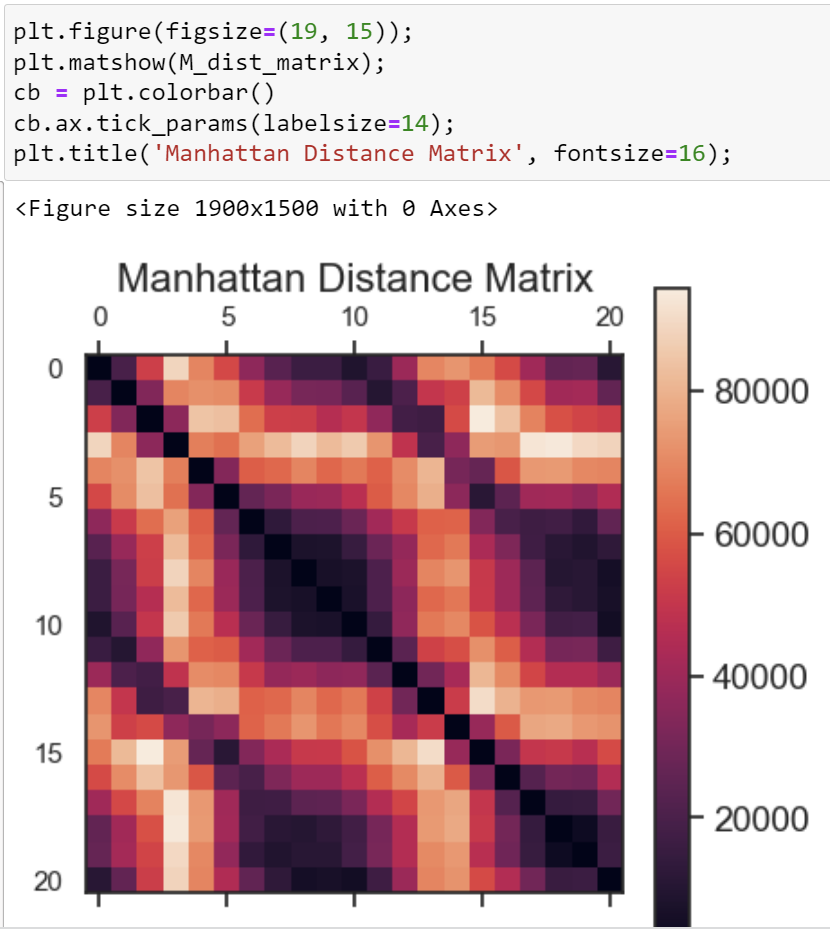 plt.figure(figsize=(19, 15));
plt.matshow(M_dist_matrix);
cb = plt.colorbar()
cb.ax.tick_params(labelsize=14);
plt.title('Manhattan Distance Matrix', fontsize=16);
<Figure size 1900x1500 with 0 Axes>
Manhattan Distance Matrix
0 5 10 15 20
0
5
10
15
20
80000
60000
40000
20000